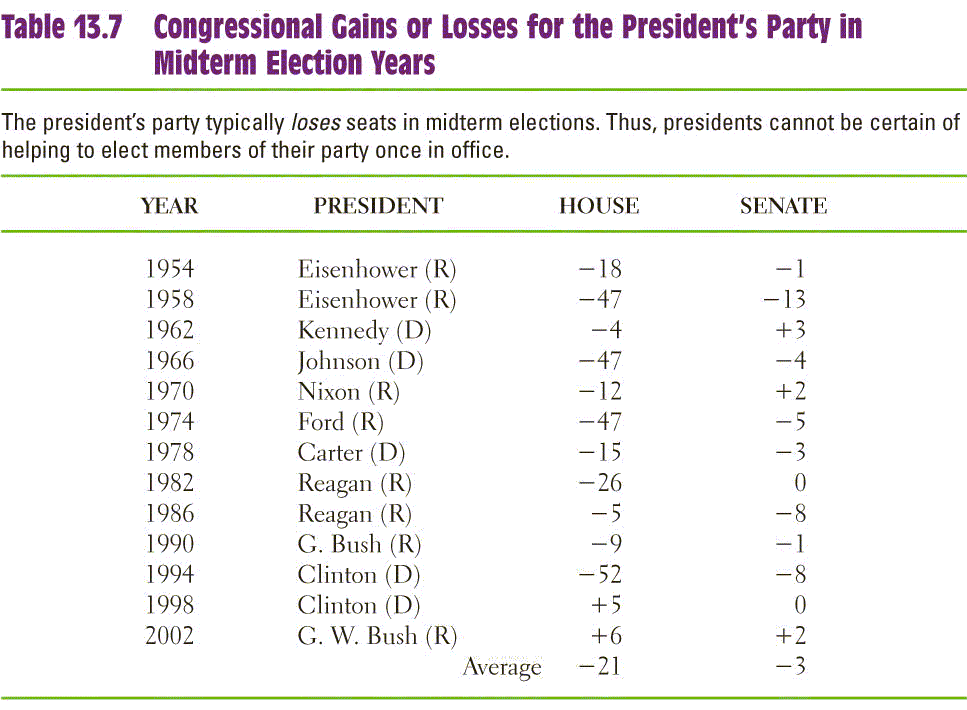 Table 13.7 Congressional Gains or Losses for the President's Party in
Midterm Election Years
The president's party typically loses seats in midterm elections. Thus, presidents cannot be certain of
helping to elect members of their party once in office.
YEAR PRESIDENT HOUSE SENATE
1954 Eisenhower (R) −18 −1
1958 Eisenhower (R) −47 −13
1962 Kennedy (D) −4 +3
1966 Johnson (D) −47 −4
1970 Nixon (R) −12 +2
1974 Ford (R) −47 −5
1978 Carter (D) −15 −3
1982 Reagan (R) −26 0
1986 Reagan (R) −5 −8
1990 G. Bush (R) −9 −1
1994 Clinton (D) −52 −8
1998 Clinton (D) +5 0
2002 G. W. Bush (R) +6 +2
Average −21 −3